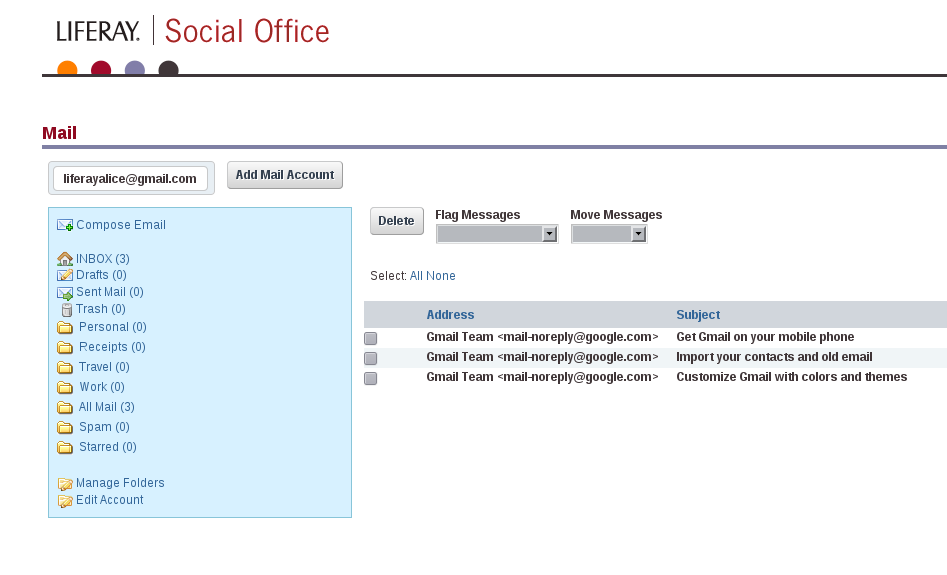 LIFERAY. Social Office
Mail
liferayalice@gmail.com Add Mail Account
Compose Email
INBOX (3)
Drafts (0)
Sent Mail (0)
Trash (0)
Personal (0)
Receipts (0)
Travel (0)
Work (0)
All Mail (3)
Spam (0)
Starred (0)
Manage Folders
Edit Account
Delete Flag Messages Move Messages
Select: All None
Address Subject
Gmail Team <mail-noreply@google.com> Get Gmail on your mobile phone
Gmail Team <mail-noreply@google.com> Import your contacts and old email
Gmail Team <mail-noreply@google.com> Customize Gmail with colors and themes